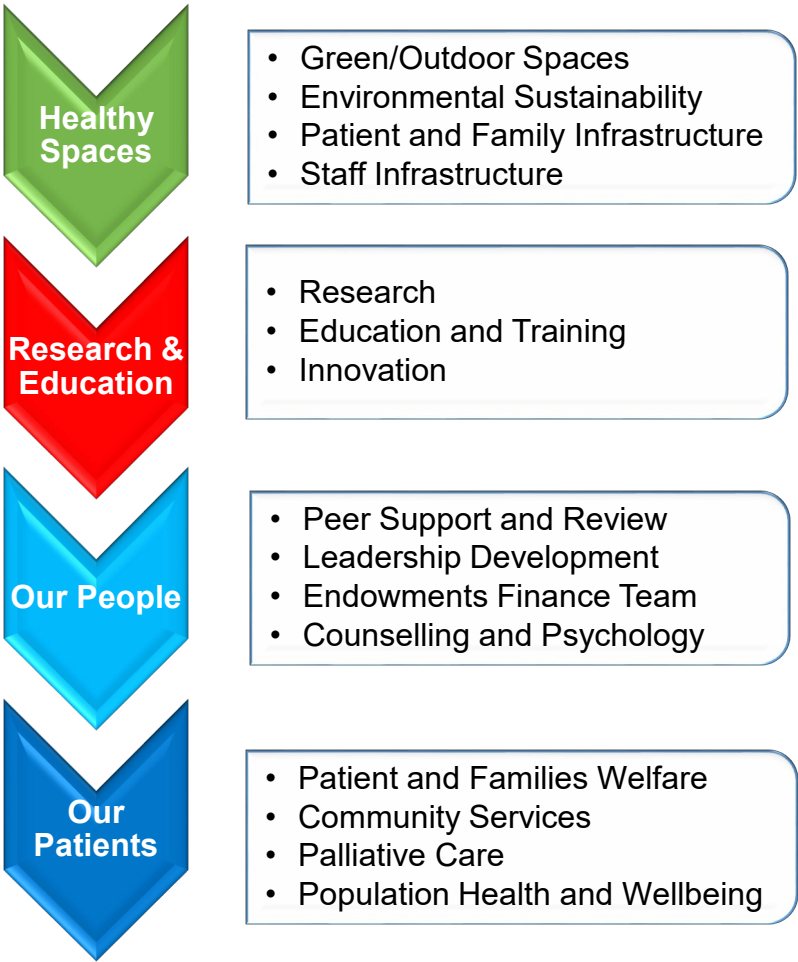 Healthy
Spaces
• Green/Outdoor Spaces
• Environmental Sustainability
• Patient and Family Infrastructure
• Staff Infrastructure
Research &
Education
• Research
• Education and Training
• Innovation
Our People
• Peer Support and Review
• Leadership Development
• Endowments Finance Team
• Counselling and Psychology
Our
Patients
• Patient and Families Welfare
• Community Services
• Palliative Care
• Population Health and Wellbeing